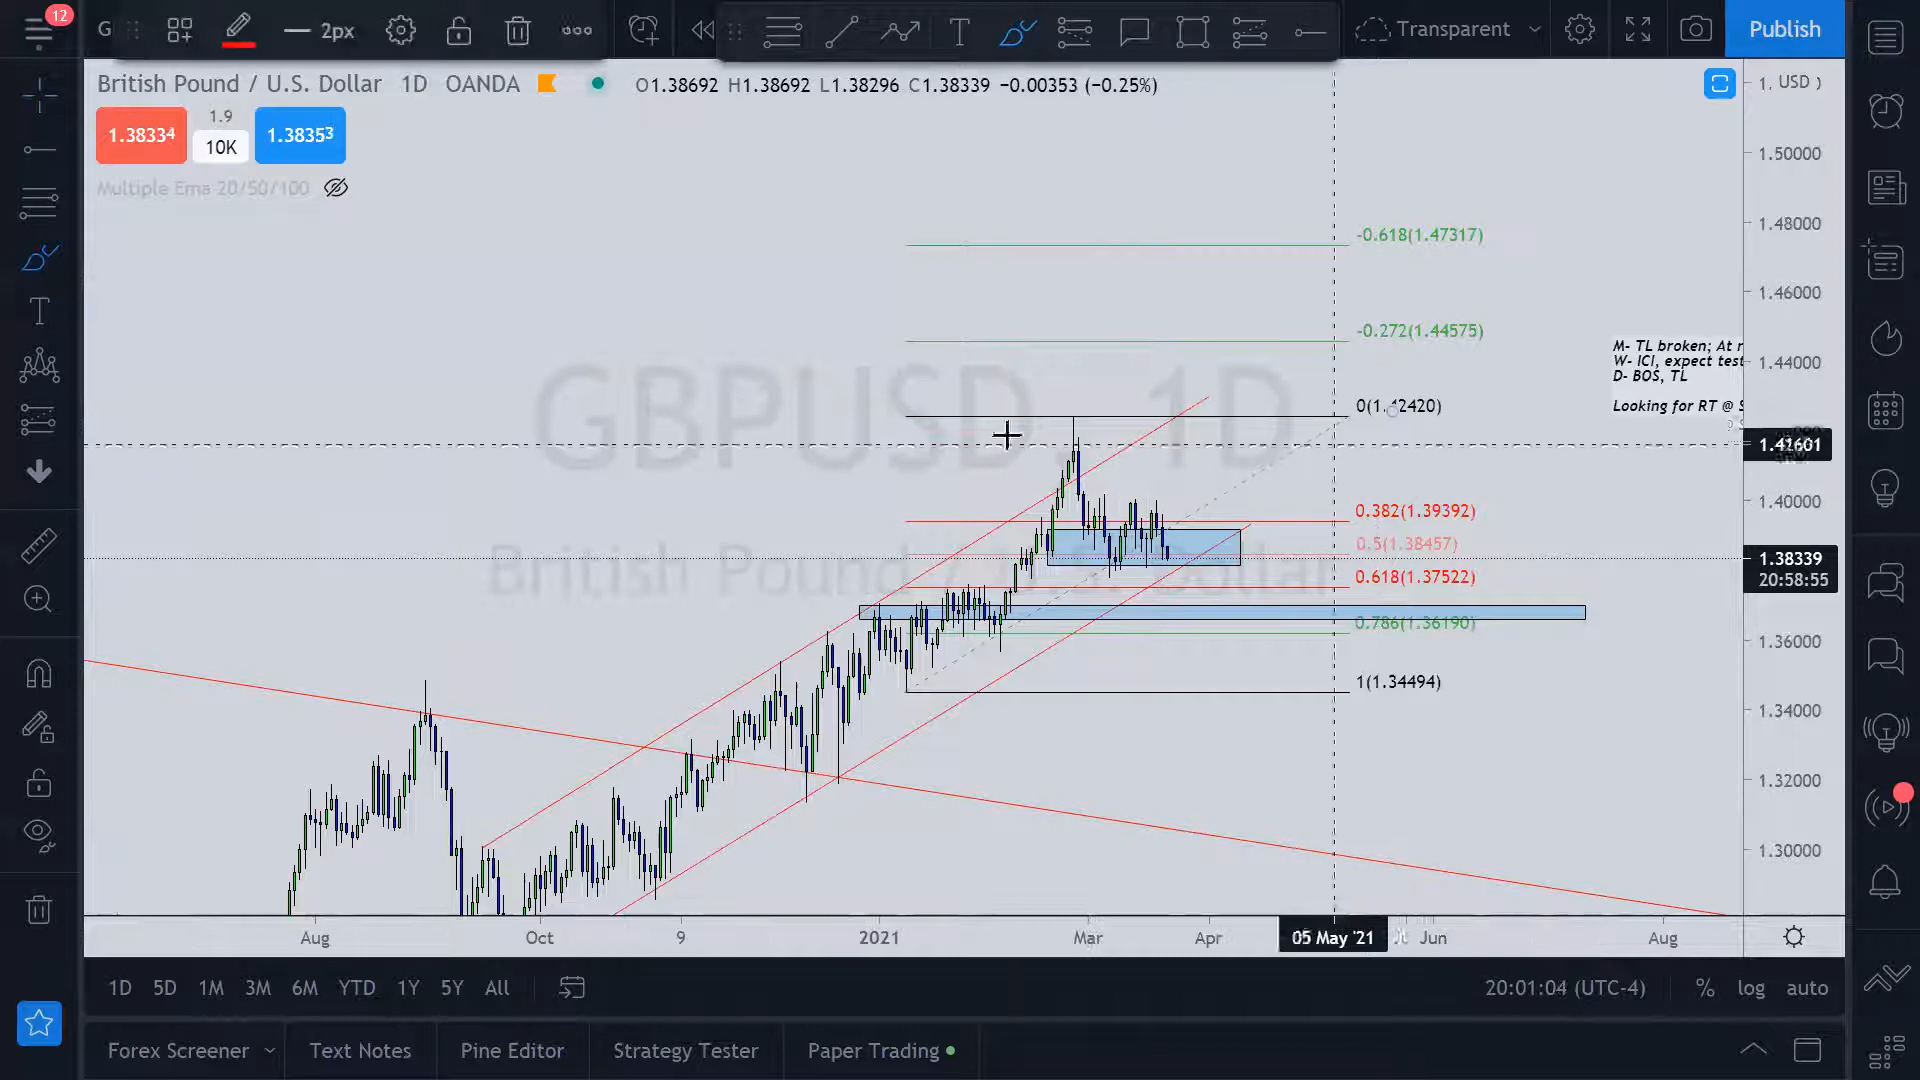 12
G
2px
Transparent
Publish
British Pound / U.S. Dollar 1D OANDA
O1.38692 H1.38692 L1.38296 C1.38339 −0.00353 (−0.25%)
1. USD )
1.38334
1.9
10K
1.38353
Multiple Ema 20/50/100
GBPUSD, 1D
British Pound / U.S. Dollar
1.50000
1.48000
1.46000
1.44000
1.41601
1.40000
1.38339
20:58:55
1.36000
1.34000
1.32000
1.30000
-0.618(1.47317)
-0.272(1.44575)
0(1.42420)
0.382(1.39392)
0.5(1.38457)
0.618(1.37522)
0.786(1.36190)
1(1.34494)
M- TL broken; At r
W- ICI, expect test
D- BOS, TL
Looking for RT @ S
Aug
Oct
9
2021
Mar
Apr
05 May '21
Jun
Aug
1D 5D 1M 3M 6M YTD 1Y 5Y All
20:01:04 (UTC-4)
% log auto
Forex Screener
Text Notes
Pine Editor
Strategy Tester
Paper Trading